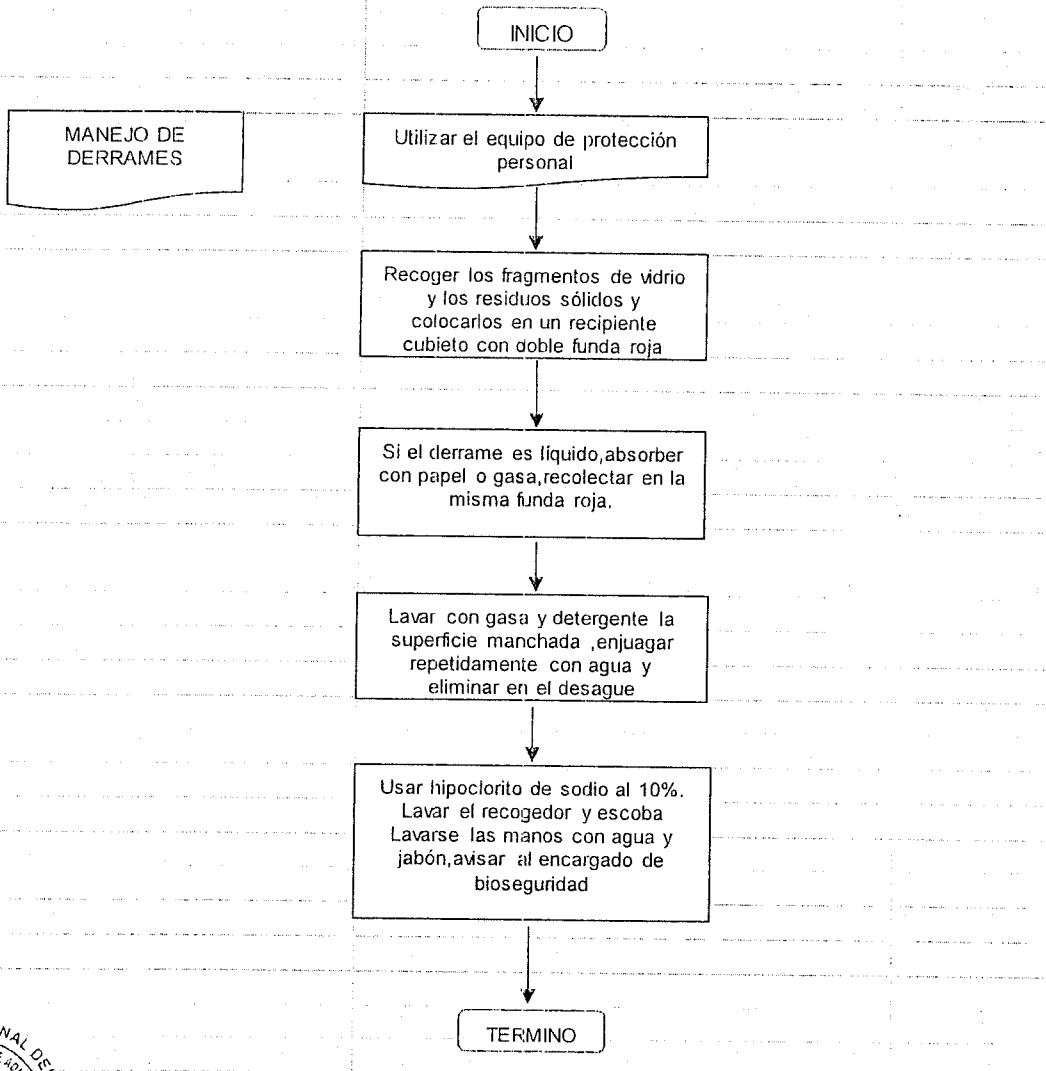 INICIO
MANEJO DE
DERRAMES
Utilizar el equipo de protección
personal
Recoger los fragmentos de vidrio
y los residuos sólidos y
colocarlos en un recipiente
cubieto con doble funda roja
Si el derrame es líquido,absorber
con papel o gasa,recolectar en la
misma funda roja.
Lavar con gasa y detergente la
superficie manchada ,enjuagar
repetidamente con agua y
eliminar en el desague
Usar hipoclorito de sodio al 10%.
Lavar el recogedor y escoba
Lavarse las manos con agua y
jabón,avisar al encargado de
bioseguridad
TERMINO